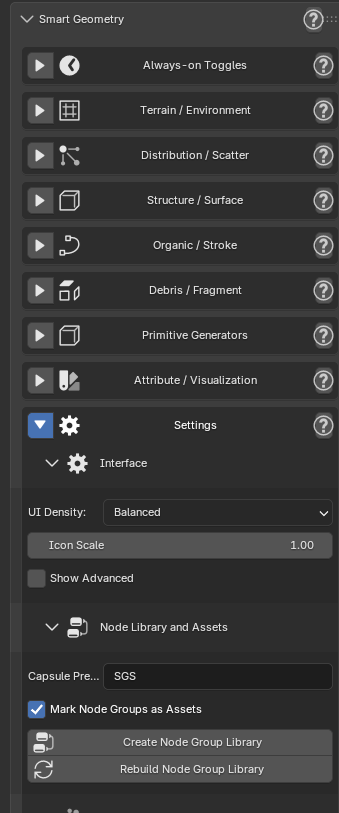 Smart Geometry
Always-on Toggles
Terrain / Environment
Distribution / Scatter
Structure / Surface
Organic / Stroke
Debris / Fragment
Primitive Generators
Attribute / Visualization
Settings
Interface
UI Density: Balanced
Icon Scale 1.00
Show Advanced
Node Library and Assets
Capsule Pre... SGS
Mark Node Groups as Assets
Create Node Group Library
Rebuild Node Group Library